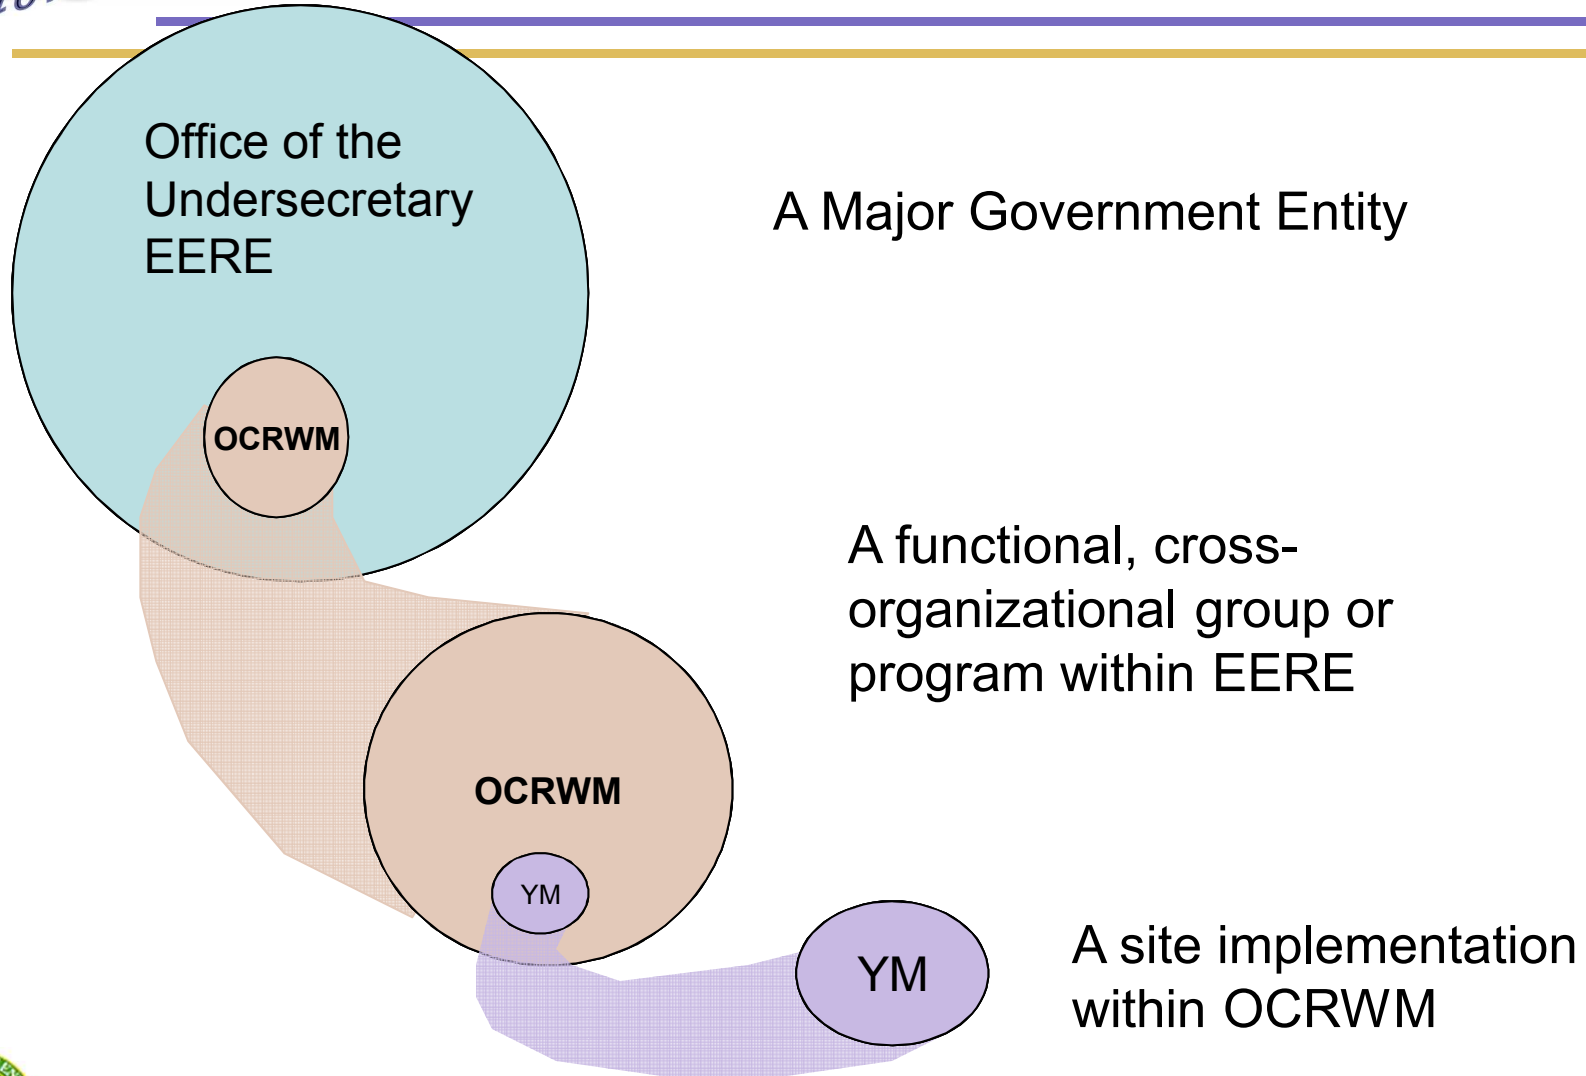 Office of the
Undersecretary
EERE
A Major Government Entity
OCRWM
A functional, cross-
organizational group or
program within EERE
OCRWM
YM
YM
A site implementation
within OCRWM